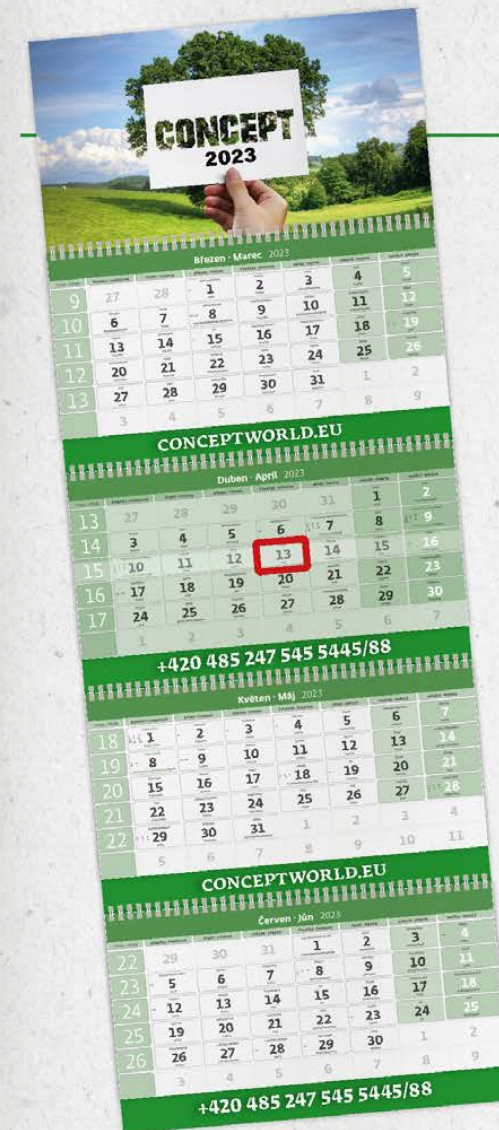 CONCEPT
2023
Březen · Marec 2023
9 27 28 1 2 3 4 5
10 6 7 8 9 10 11 12
11 13 14 15 16 17 18 19
12 20 21 22 23 24 25 26
13 27 28 29 30 31 1 2
3 4 5 6 7 8 9
CONCEPTWORLD.EU
Duben · Apríl 2023
13 27 28 29 30 31 1 2
14 3 4 5 6 7 8 9
15 10 11 12 13 14 15 16
16 17 18 19 20 21 22 23
17 24 25 26 27 28 29 30
1 2 3 4 5 6 7
+420 485 247 545 5445/88
Květen · Máj 2023
18 1 2 3 4 5 6 7
19 8 9 10 11 12 13 14
20 15 16 17 18 19 20 21
21 22 23 24 25 26 27 28
22 29 30 31 1 2 3 4
5 6 7 8 9 10 11
CONCEPTWORLD.EU
Červen · Jún 2023
22 29 30 31 1 2 3 4
23 5 6 7 8 9 10 11
24 12 13 14 15 16 17 18
25 19 20 21 22 23 24 25
26 26 27 28 29 30 1 2
3 4 5 6 7 8 9
+420 485 247 545 5445/88